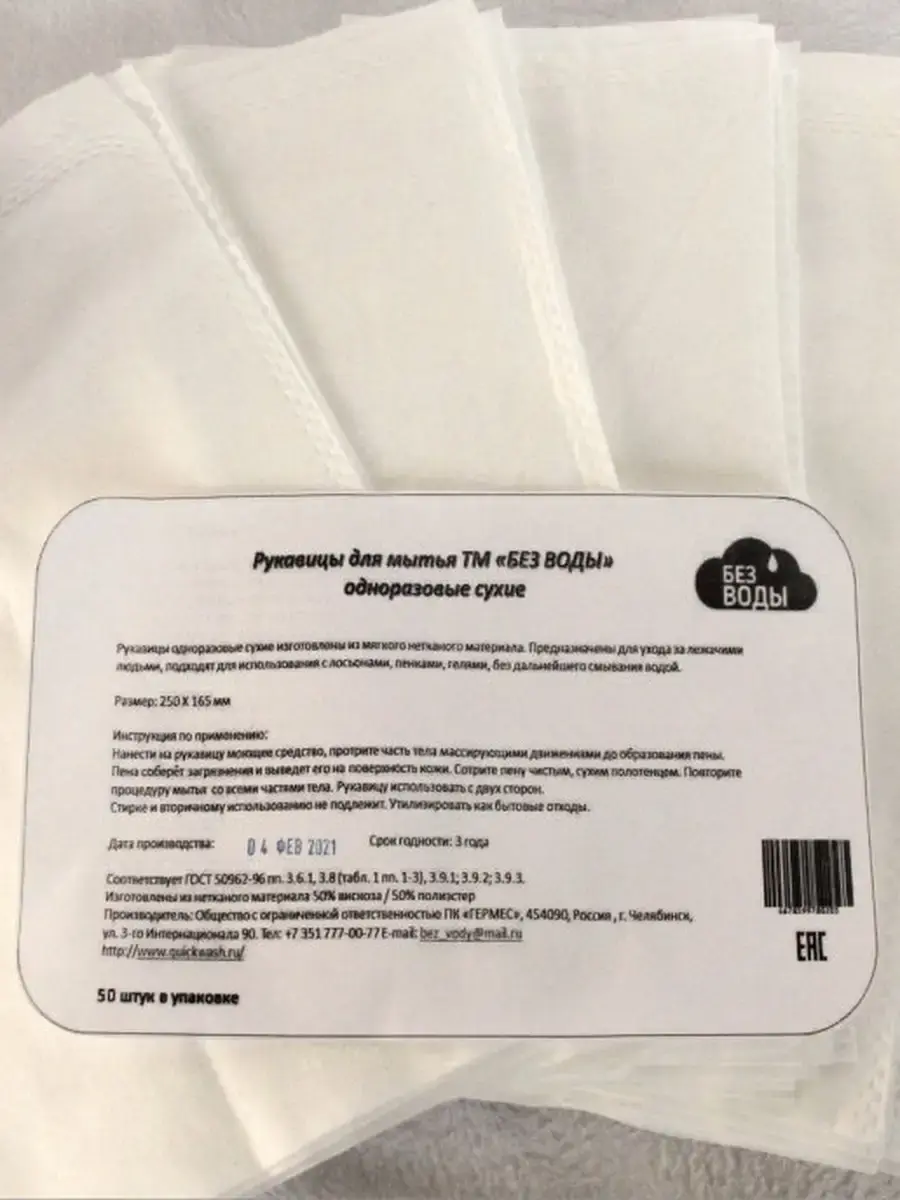 Рукавицы для мытья ТМ «БЕЗ ВОДЫ»
одноразовые сухие
БЕЗ
ВОДЫ
Рукавицы одноразовые сухие изготовлены из мягкого нетканого материала. Предназначены для ухода за лежачими
людьми, подходят для использования с лосьонами, пенками, гелями, без дальнейшего смывания водой.
Размер: 250 X 165 мм
Инструкция по применению:
Нанести на рукавицу моющее средство, протрите часть тела массирующими движениями до образования пены.
Пена соберёт загрязнения и выведет его на поверхность кожи. Сотрите пену чистым, сухим полотенцем. Повторите
процедуру мытья со всеми частями тела. Рукавицу использовать с двух сторон.
Стирке и вторичному использованию не подлежит. Утилизировать как бытовые отходы.
Дата производства: 04 ФЕВ 2021 Срок годности: 3 года
Соответствует ГОСТ 50962-96 пп. 3.6.1, 3.8 (табл. 1 пп. 1-3), 3.9.1; 3.9.2; 3.9.3.
Изготовлены из нетканого материала 50% вискоза / 50% полиэстер
Производитель: Общество с ограниченной ответственностью ПК «ГЕРМЕС», 454090, Россия , г. Челябинск,
ул. 3-го Интернационала 90. Тел: +7 351 777-00-77 E-mail: bez_vody@mail.ru
http://www.quickwash.ru/
EAC
50 штук в упаковке